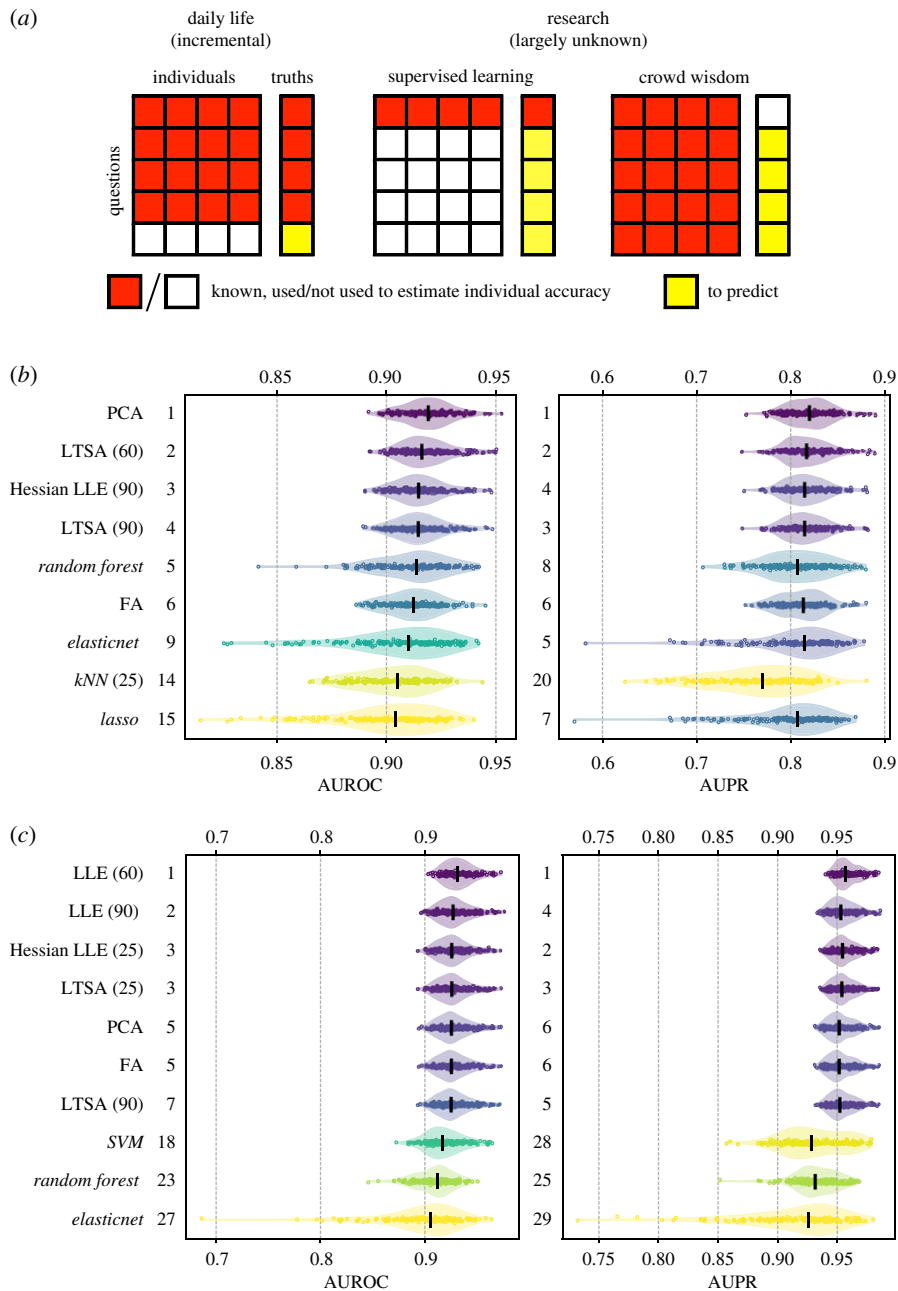 (a)
daily life
(incremental)
research
(largely unknown)
individuals truths
supervised learning
crowd wisdom
questions
/ known, used/not used to estimate individual accuracy
to predict
(b)
0.85 0.90 0.95
0.6 0.7 0.8 0.9
PCA 1 1
LTSA (60) 2 2
Hessian LLE (90) 3 4
LTSA (90) 4 3
random forest 5 8
FA 6 6
elasticnet 9 5
kNN (25) 14 20
lasso 15 7
0.85 0.90 0.95
0.6 0.7 0.8 0.9
AUROC AUPR
(c)
0.7 0.8 0.9
0.75 0.80 0.85 0.90 0.95
LLE (60) 1 1
LLE (90) 2 4
Hessian LLE (25) 3 2
LTSA (25) 3 3
PCA 5 6
FA 5 6
LTSA (90) 7 5
SVM 18 28
random forest 23 25
elasticnet 27 29
0.7 0.8 0.9
0.75 0.80 0.85 0.90 0.95
AUROC AUPR